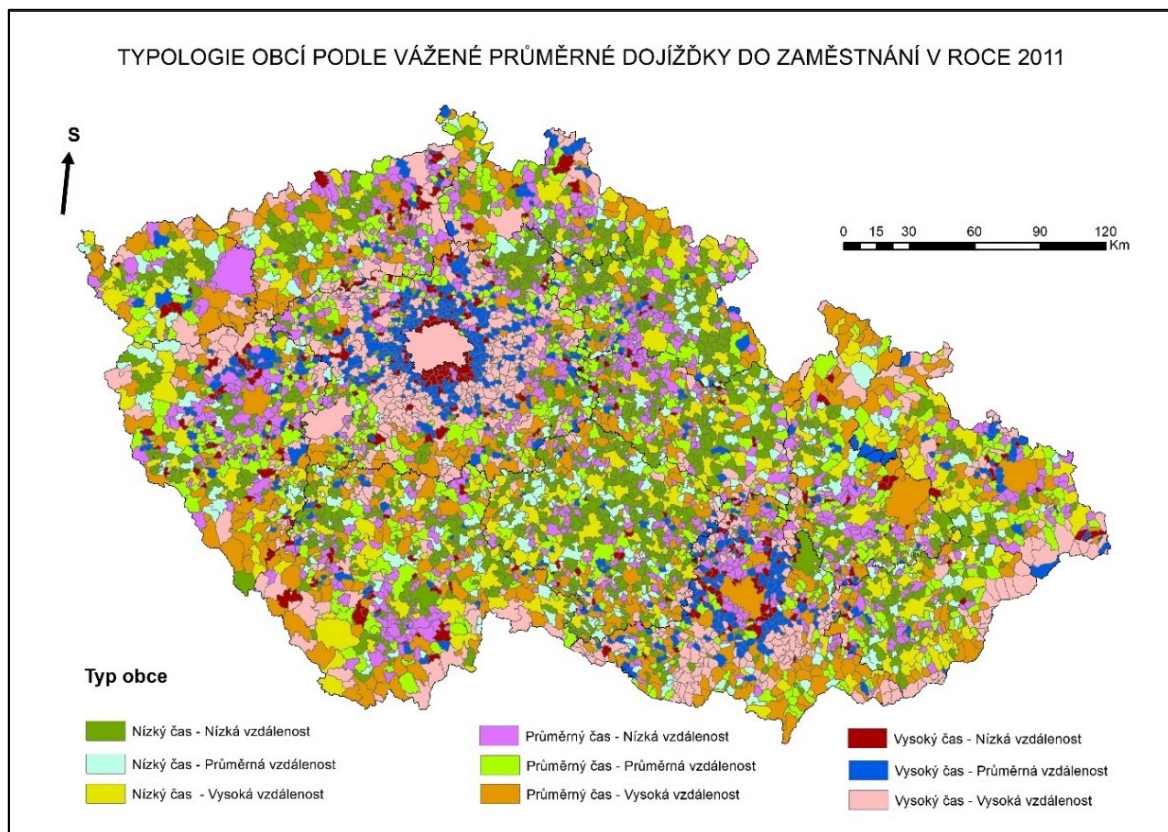 TYPOLOGIE OBCÍ PODLE VÁŽENÉ PRŮMĚRNÉ DOJÍŽĎKY DO ZAMĚSTNÁNÍ V ROCE 2011
S
0 15 30 60 90 120
Km
Typ obce
Nízký čas - Nízká vzdálenost
Nízký čas - Průměrná vzdálenost
Nízký čas - Vysoká vzdálenost
Průměrný čas - Nízká vzdálenost
Průměrný čas - Průměrná vzdálenost
Průměrný čas - Vysoká vzdálenost
Vysoký čas - Nízká vzdálenost
Vysoký čas - Průměrná vzdálenost
Vysoký čas - Vysoká vzdálenost